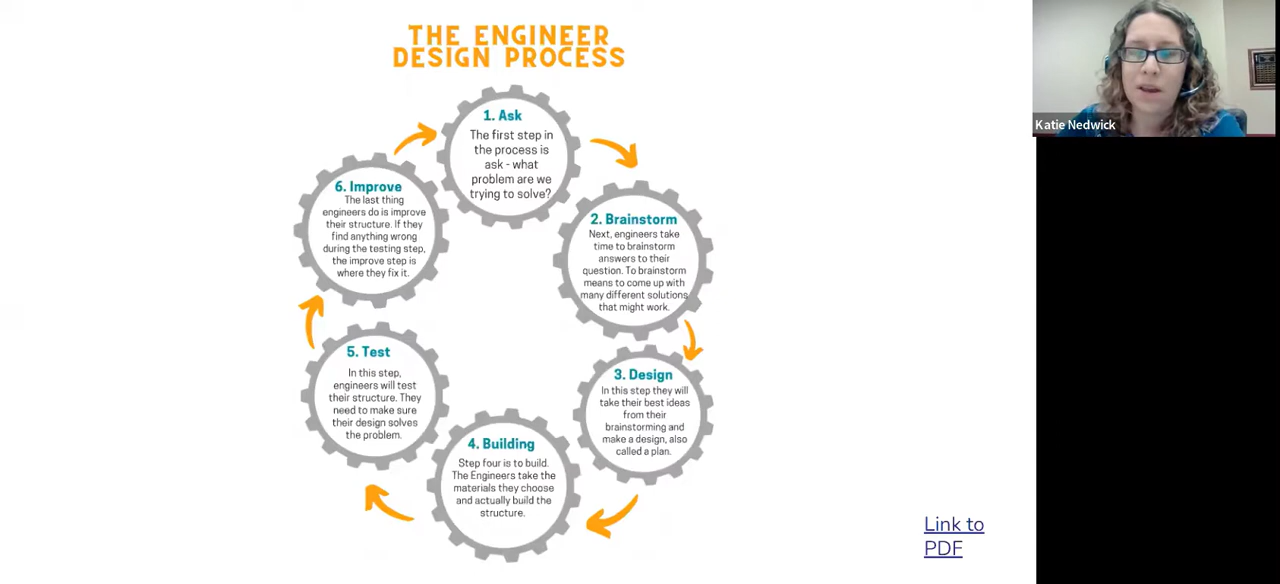 THE ENGINEER
DESIGN PROCESS
1. Ask
The first step in
the process is
ask - what
problem are we
trying to solve?
2. Brainstorm
Next, engineers take
time to brainstorm
answers to their
question. To brainstorm
means to come up with
many different solutions
that might work.
3. Design
In this step they will
take their best ideas
from their
brainstorming and
make a design, also
called a plan.
4. Building
Step four is to build.
The Engineers take the
materials they choose
and actually build the
structure.
5. Test
In this step,
engineers will test
their structure. They
need to make sure
their design solves
the problem.
6. Improve
The last thing
engineers do is improve
their structure. If they
find anything wrong
during the testing step,
the improve step is
where they fix it.
Link to
PDF
Katie Nedwick